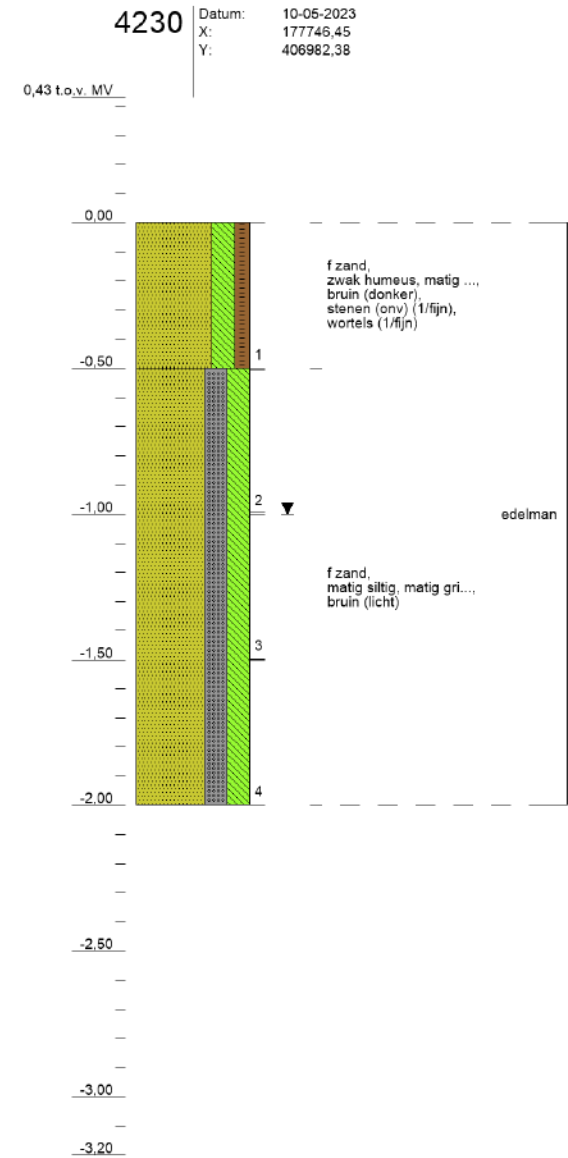 4230
Datum: 10-05-2023
X: 177746,45
Y: 406982,38
0,43 t.o.v. MV
0,00
f zand,
zwak humeus, matig ...,
bruin (donker),
stenen (onv) (1/fijn),
wortels (1/fijn)
1
-0,50
2
-1,00
edelman
f zand,
matig siltig, matig gri...,
bruin (licht)
3
-1,50
4
-2,00
-2,50
-3,00
-3,20